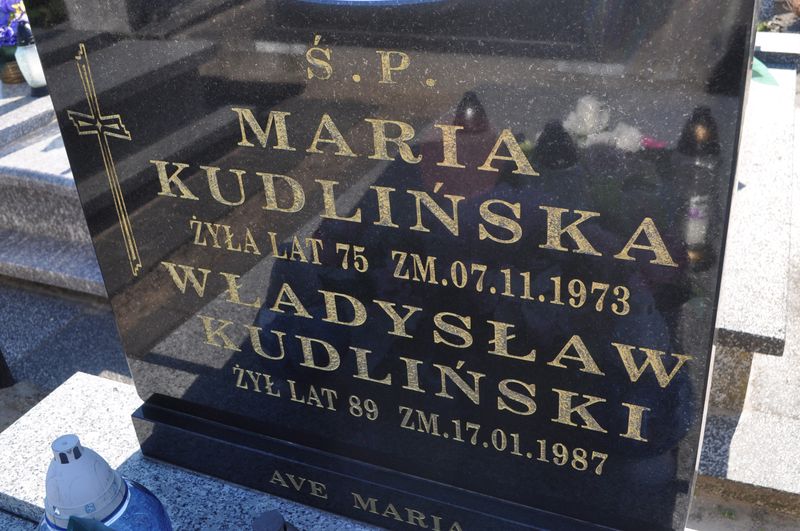 Ś.P.
MARIA
KUDLIŃSKA
ŻYŁA LAT 75 ZM.07.11.1973
WŁADYSŁAW
KUDLIŃSKI
ŻYŁ LAT 89 ZM.17.01.1987
AVE MARIA